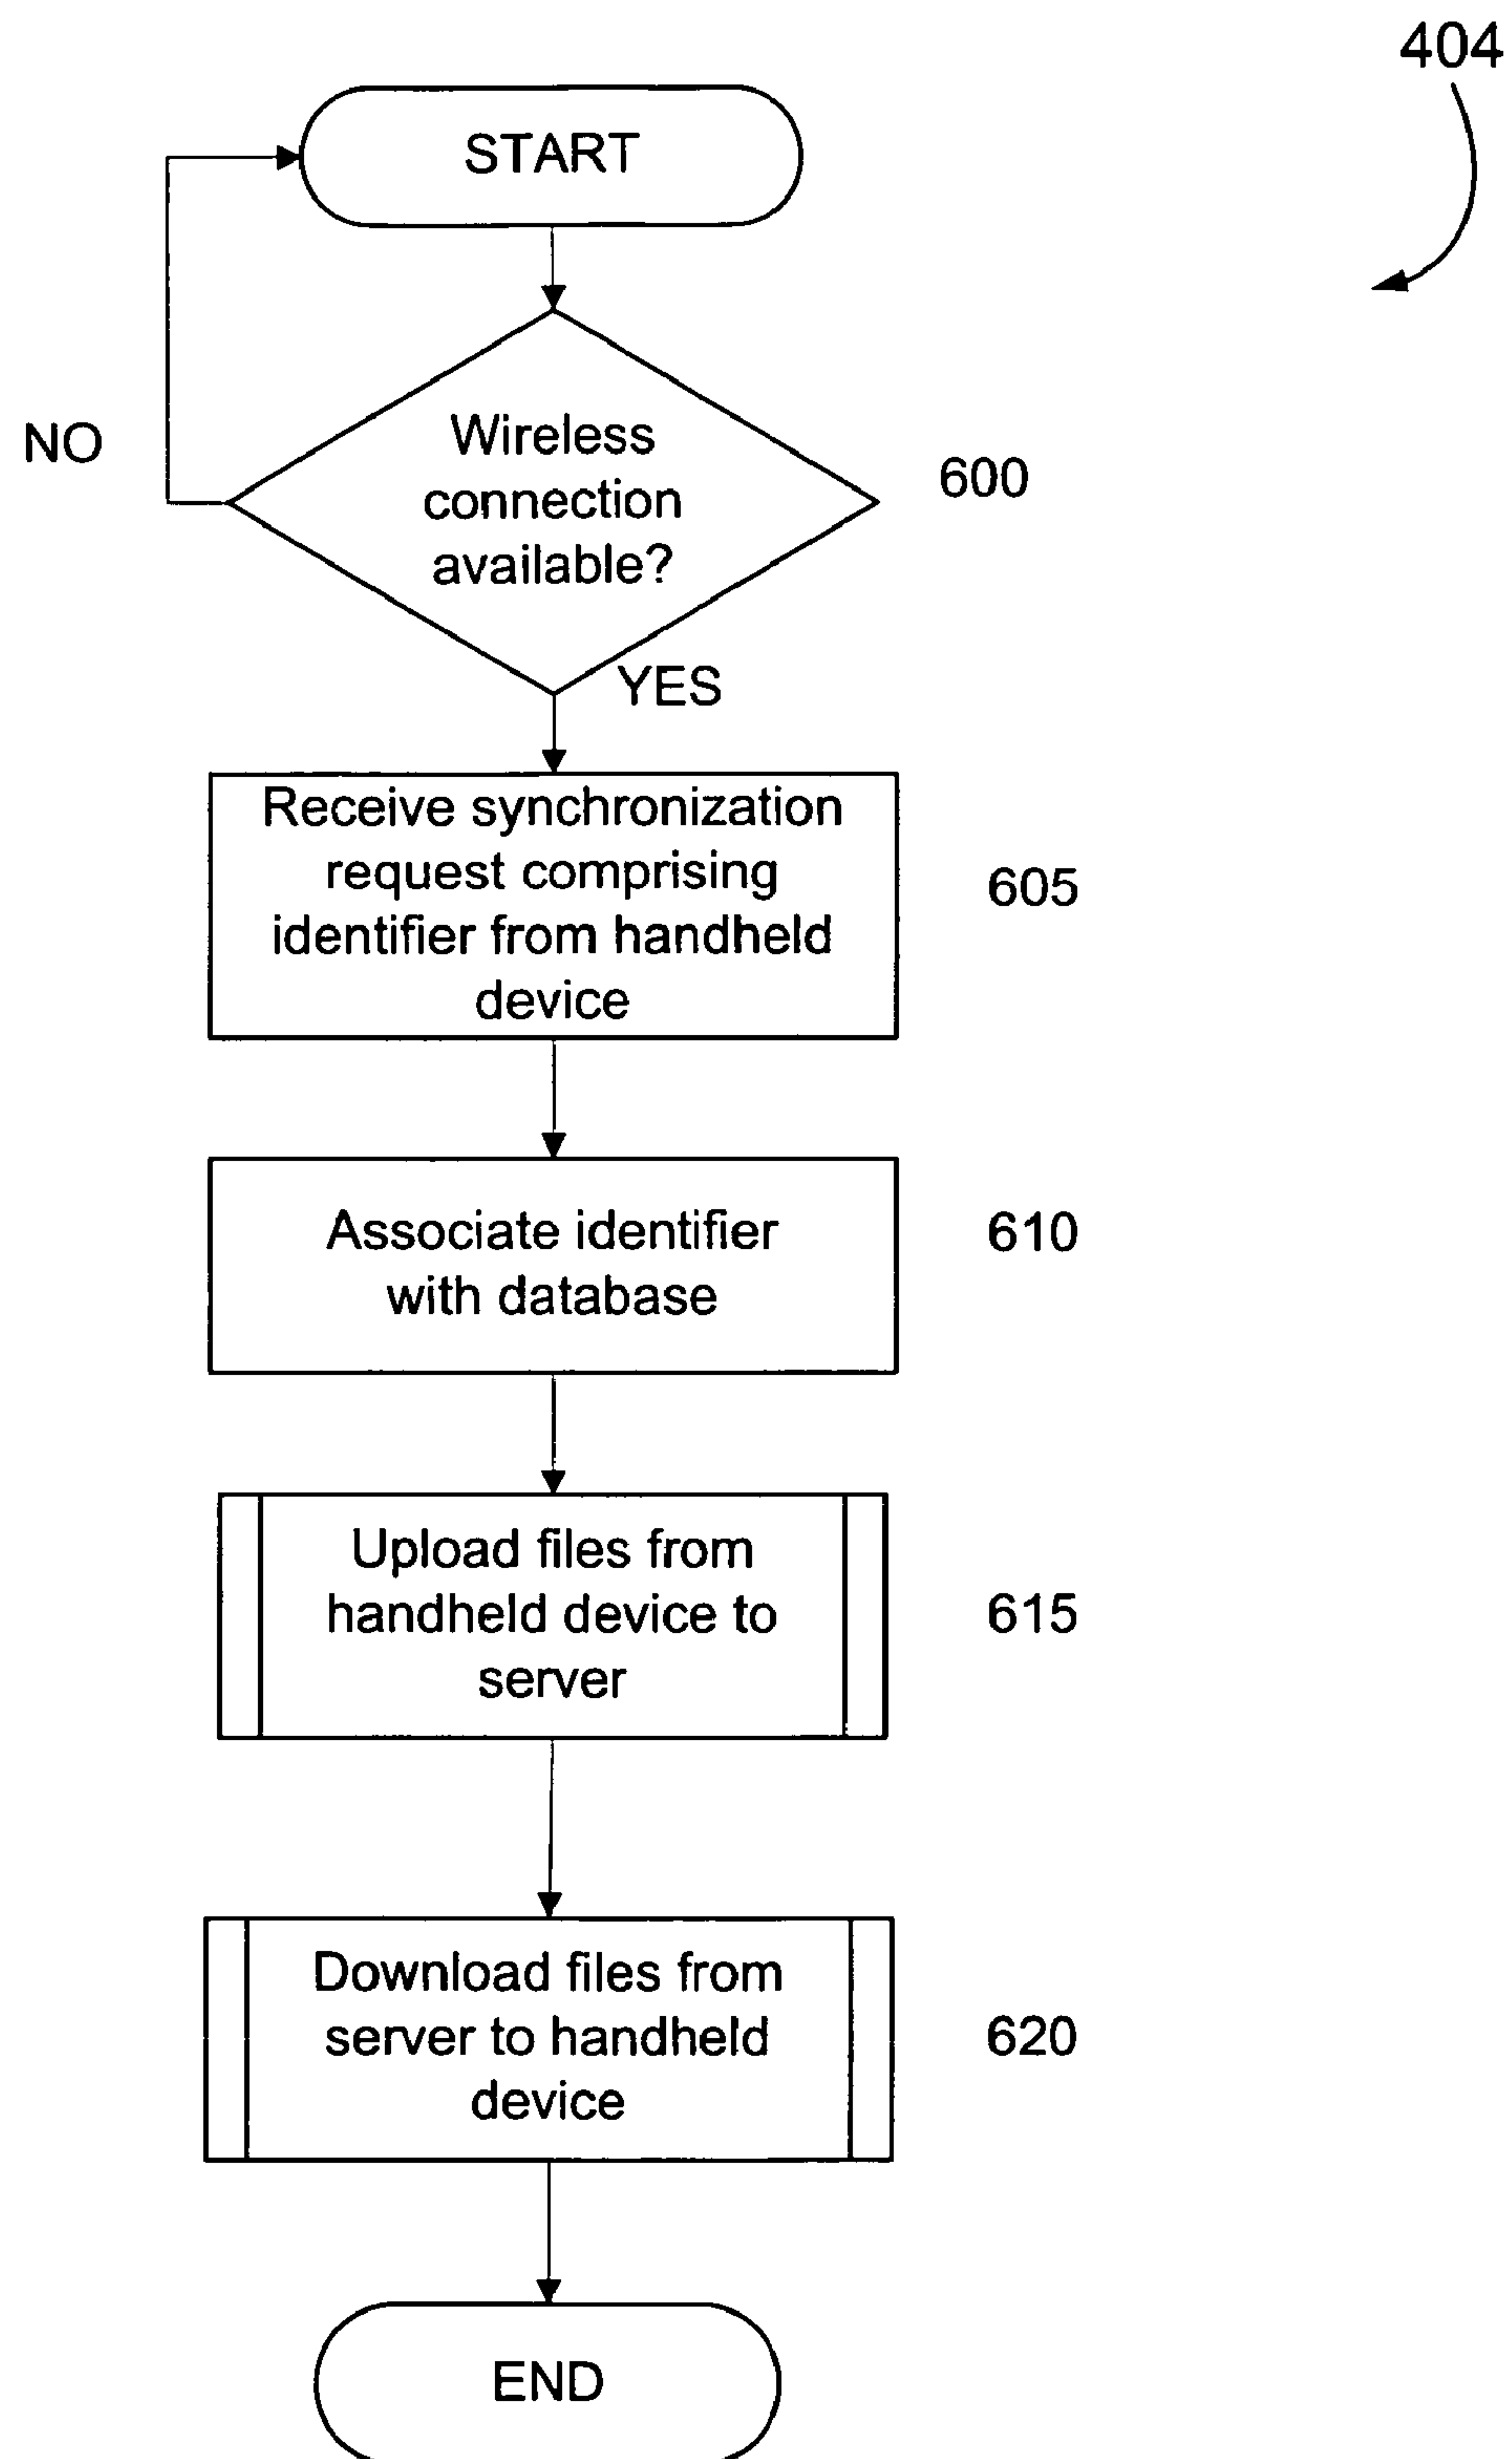 404
START
NO
Wireless
connection
available?
600
YES
Receive synchronization
request comprising
identifier from handheld
device
605
Associate identifier
with database
610
Upload files from
handheld device to
server
615
Download files from
server to handheld
device
620
END